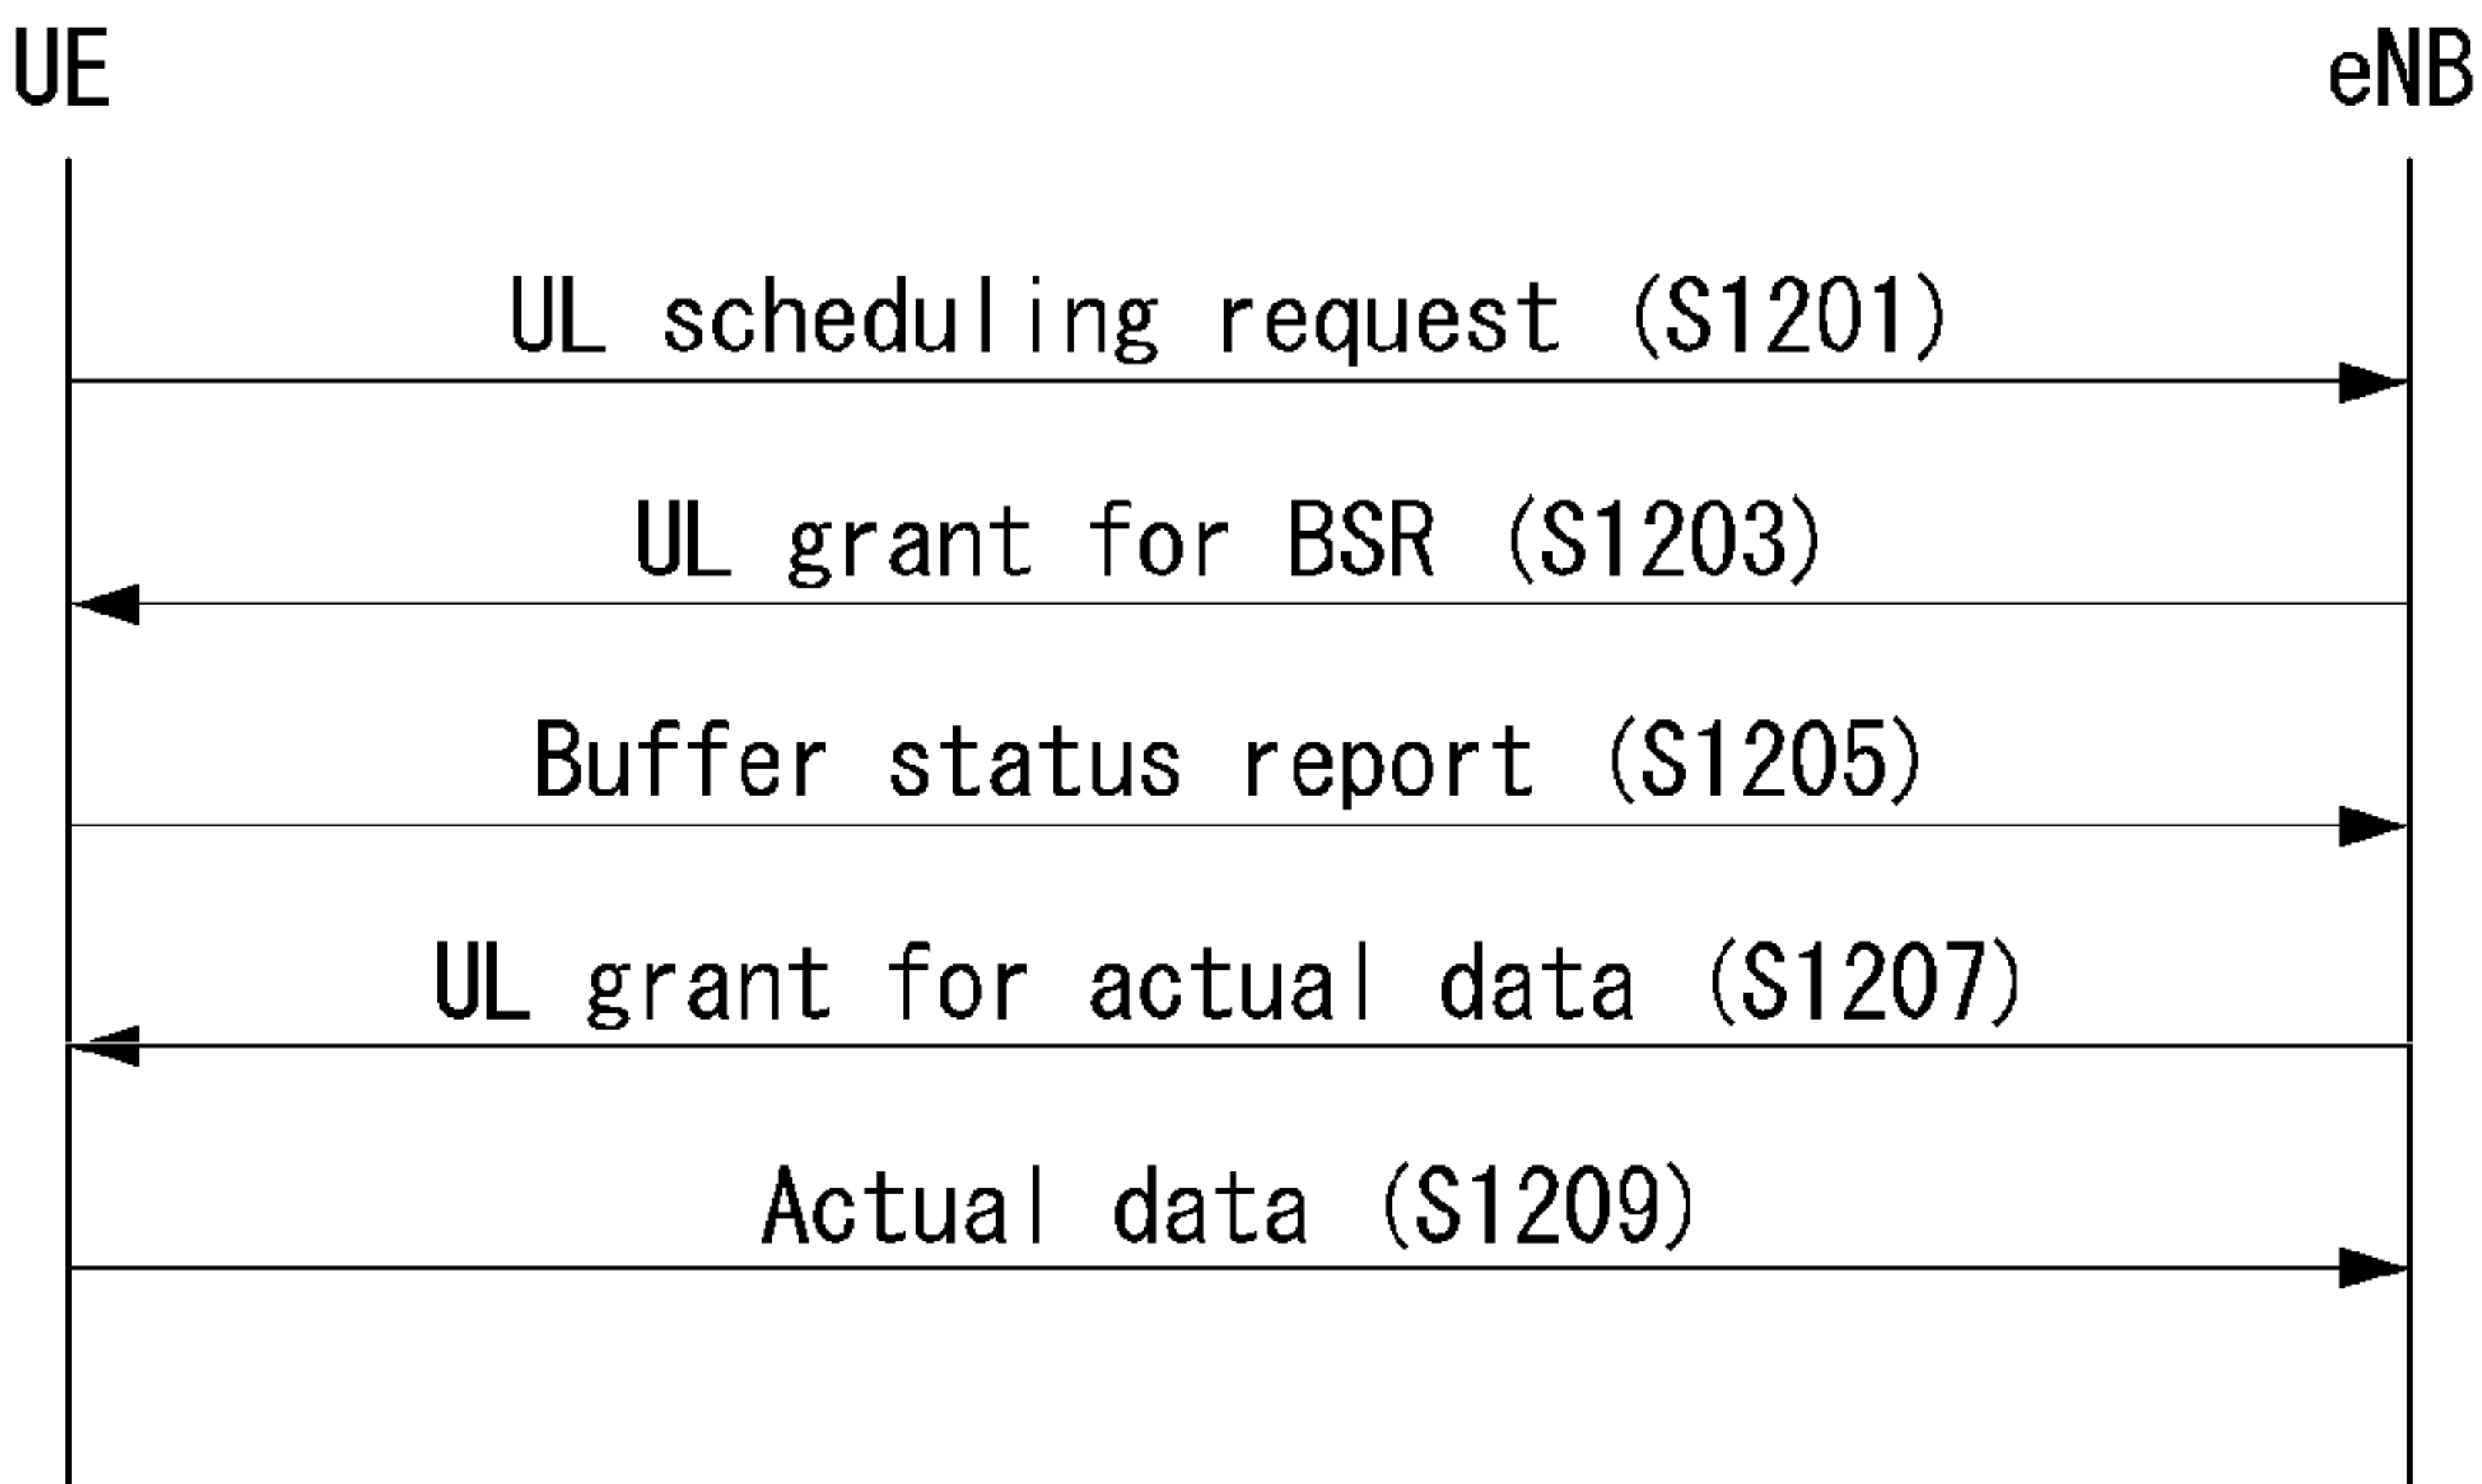 UE
eNB
UL scheduling request (S1201)
UL grant for BSR (S1203)
Buffer status report (S1205)
UL grant for actual data (S1207)
Actual data (S1209)